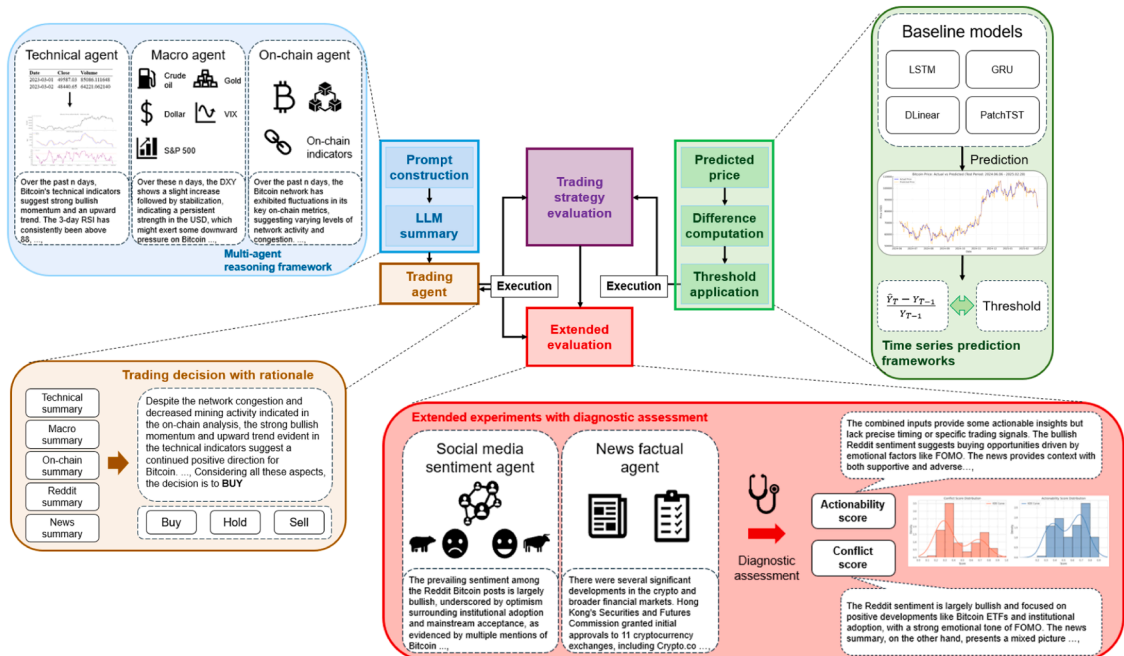 Technical agent
Date Close Volume
2023-03-01
2023-03-02
Over the past n days,
Bitcoin's technical indicators
suggest strong bullish
momentum and an upward
trend. The 3-day RSI has
consistently been above
88, ...,
Macro agent
Crude
oil
Gold
Dollar
VIX
S&P 500
Over these n days, the DXY
shows a slight increase
followed by stabilization,
indicating a persistent
strength in the USD, which
might exert some downward
pressure on Bitcoin ...,
On-chain agent
On-chain
indicators
Over the past n days, the
Bitcoin network has
exhibited fluctuations in its
key on-chain metrics,
suggesting varying levels of
network activity and
congestion. ...,
Multi-agent
reasoning framework
Prompt
construction
LLM
summary
Trading
agent
Execution
Trading
strategy
evaluation
Extended
evaluation
Execution
Predicted
price
Difference
computation
Threshold
application
Baseline models
LSTM
GRU
DLinear
PatchTST
Prediction
Ŷ_T − Y_{T−1}
Y_{T−1}
Threshold
Time series prediction
frameworks
Trading decision with rationale
Technical
summary
Macro
summary
On-chain
summary
Reddit
summary
News
summary
Despite the network congestion and
decreased mining activity indicated in
the on-chain analysis, the strong bullish
momentum and upward trend evident in
the technical indicators suggest a
continued positive direction for
Bitcoin. ..., Considering all these aspects,
the decision is to BUY
Buy
Hold
Sell
Extended experiments with diagnostic assessment
Social media
sentiment agent
The prevailing sentiment among
the Reddit Bitcoin posts is largely
bullish, underscored by optimism
surrounding institutional adoption
and mainstream acceptance, as
evidenced by multiple mentions of
Bitcoin ...,
News factual
agent
There were several significant
developments in the crypto and
broader financial markets. Hong
Kong's Securities and Futures
Commission granted initial
approvals to 11 cryptocurrency
exchanges, including Crypto.co ....,
Diagnostic
assessment
The combined inputs provide some actionable insights but
lack precise timing or specific trading signals. The bullish
Reddit sentiment suggests buying opportunities driven by
emotional factors like FOMO. The news provides context with
both supportive and adverse...,
Actionability
score
Conflict
score
The Reddit sentiment is largely bullish and focused on
positive developments like Bitcoin ETFs and institutional
adoption, with a strong emotional tone of FOMO. The news
summary, on the other hand, presents a mixed picture ...,